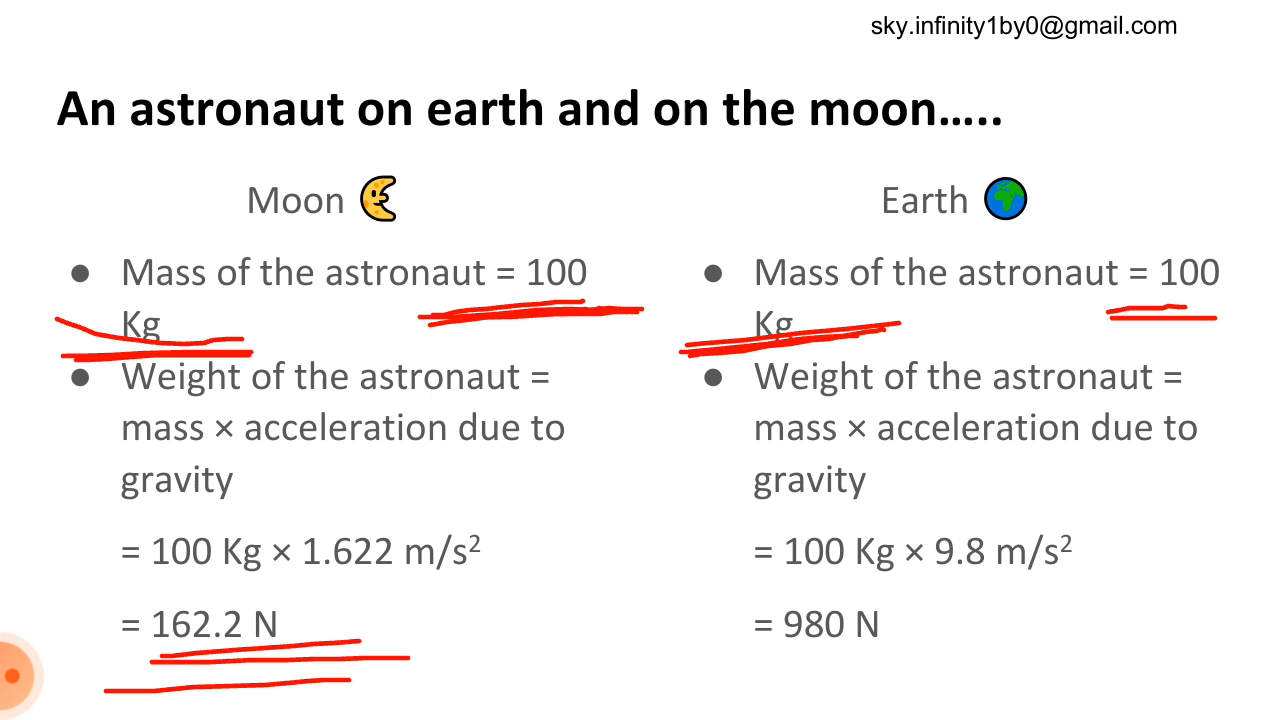 sky.infinity1by0@gmail.com
An astronaut on earth and on the moon.....
Moon
● Mass of the astronaut = 100
Kg
● Weight of the astronaut =
mass × acceleration due to
gravity
= 100 Kg × 1.622 m/s²
= 162.2 N
Earth
● Mass of the astronaut = 100
Kg
● Weight of the astronaut =
mass × acceleration due to
gravity
= 100 Kg × 9.8 m/s²
= 980 N